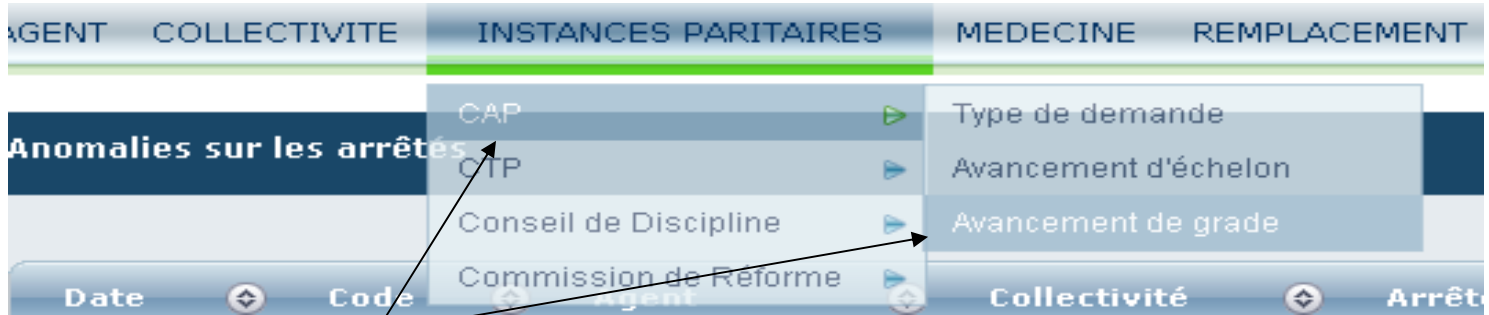 AGENT COLLECTIVITE INSTANCES PARITAIRES MEDECINE REMPLACEMENT
CAP Type de demande
Anomalies sur les arrêtés
CTP Avancement d'échelon
Conseil de Discipline Avancement de grade
Commission de Réforme
Date Code Agent Collectivité Arrêté